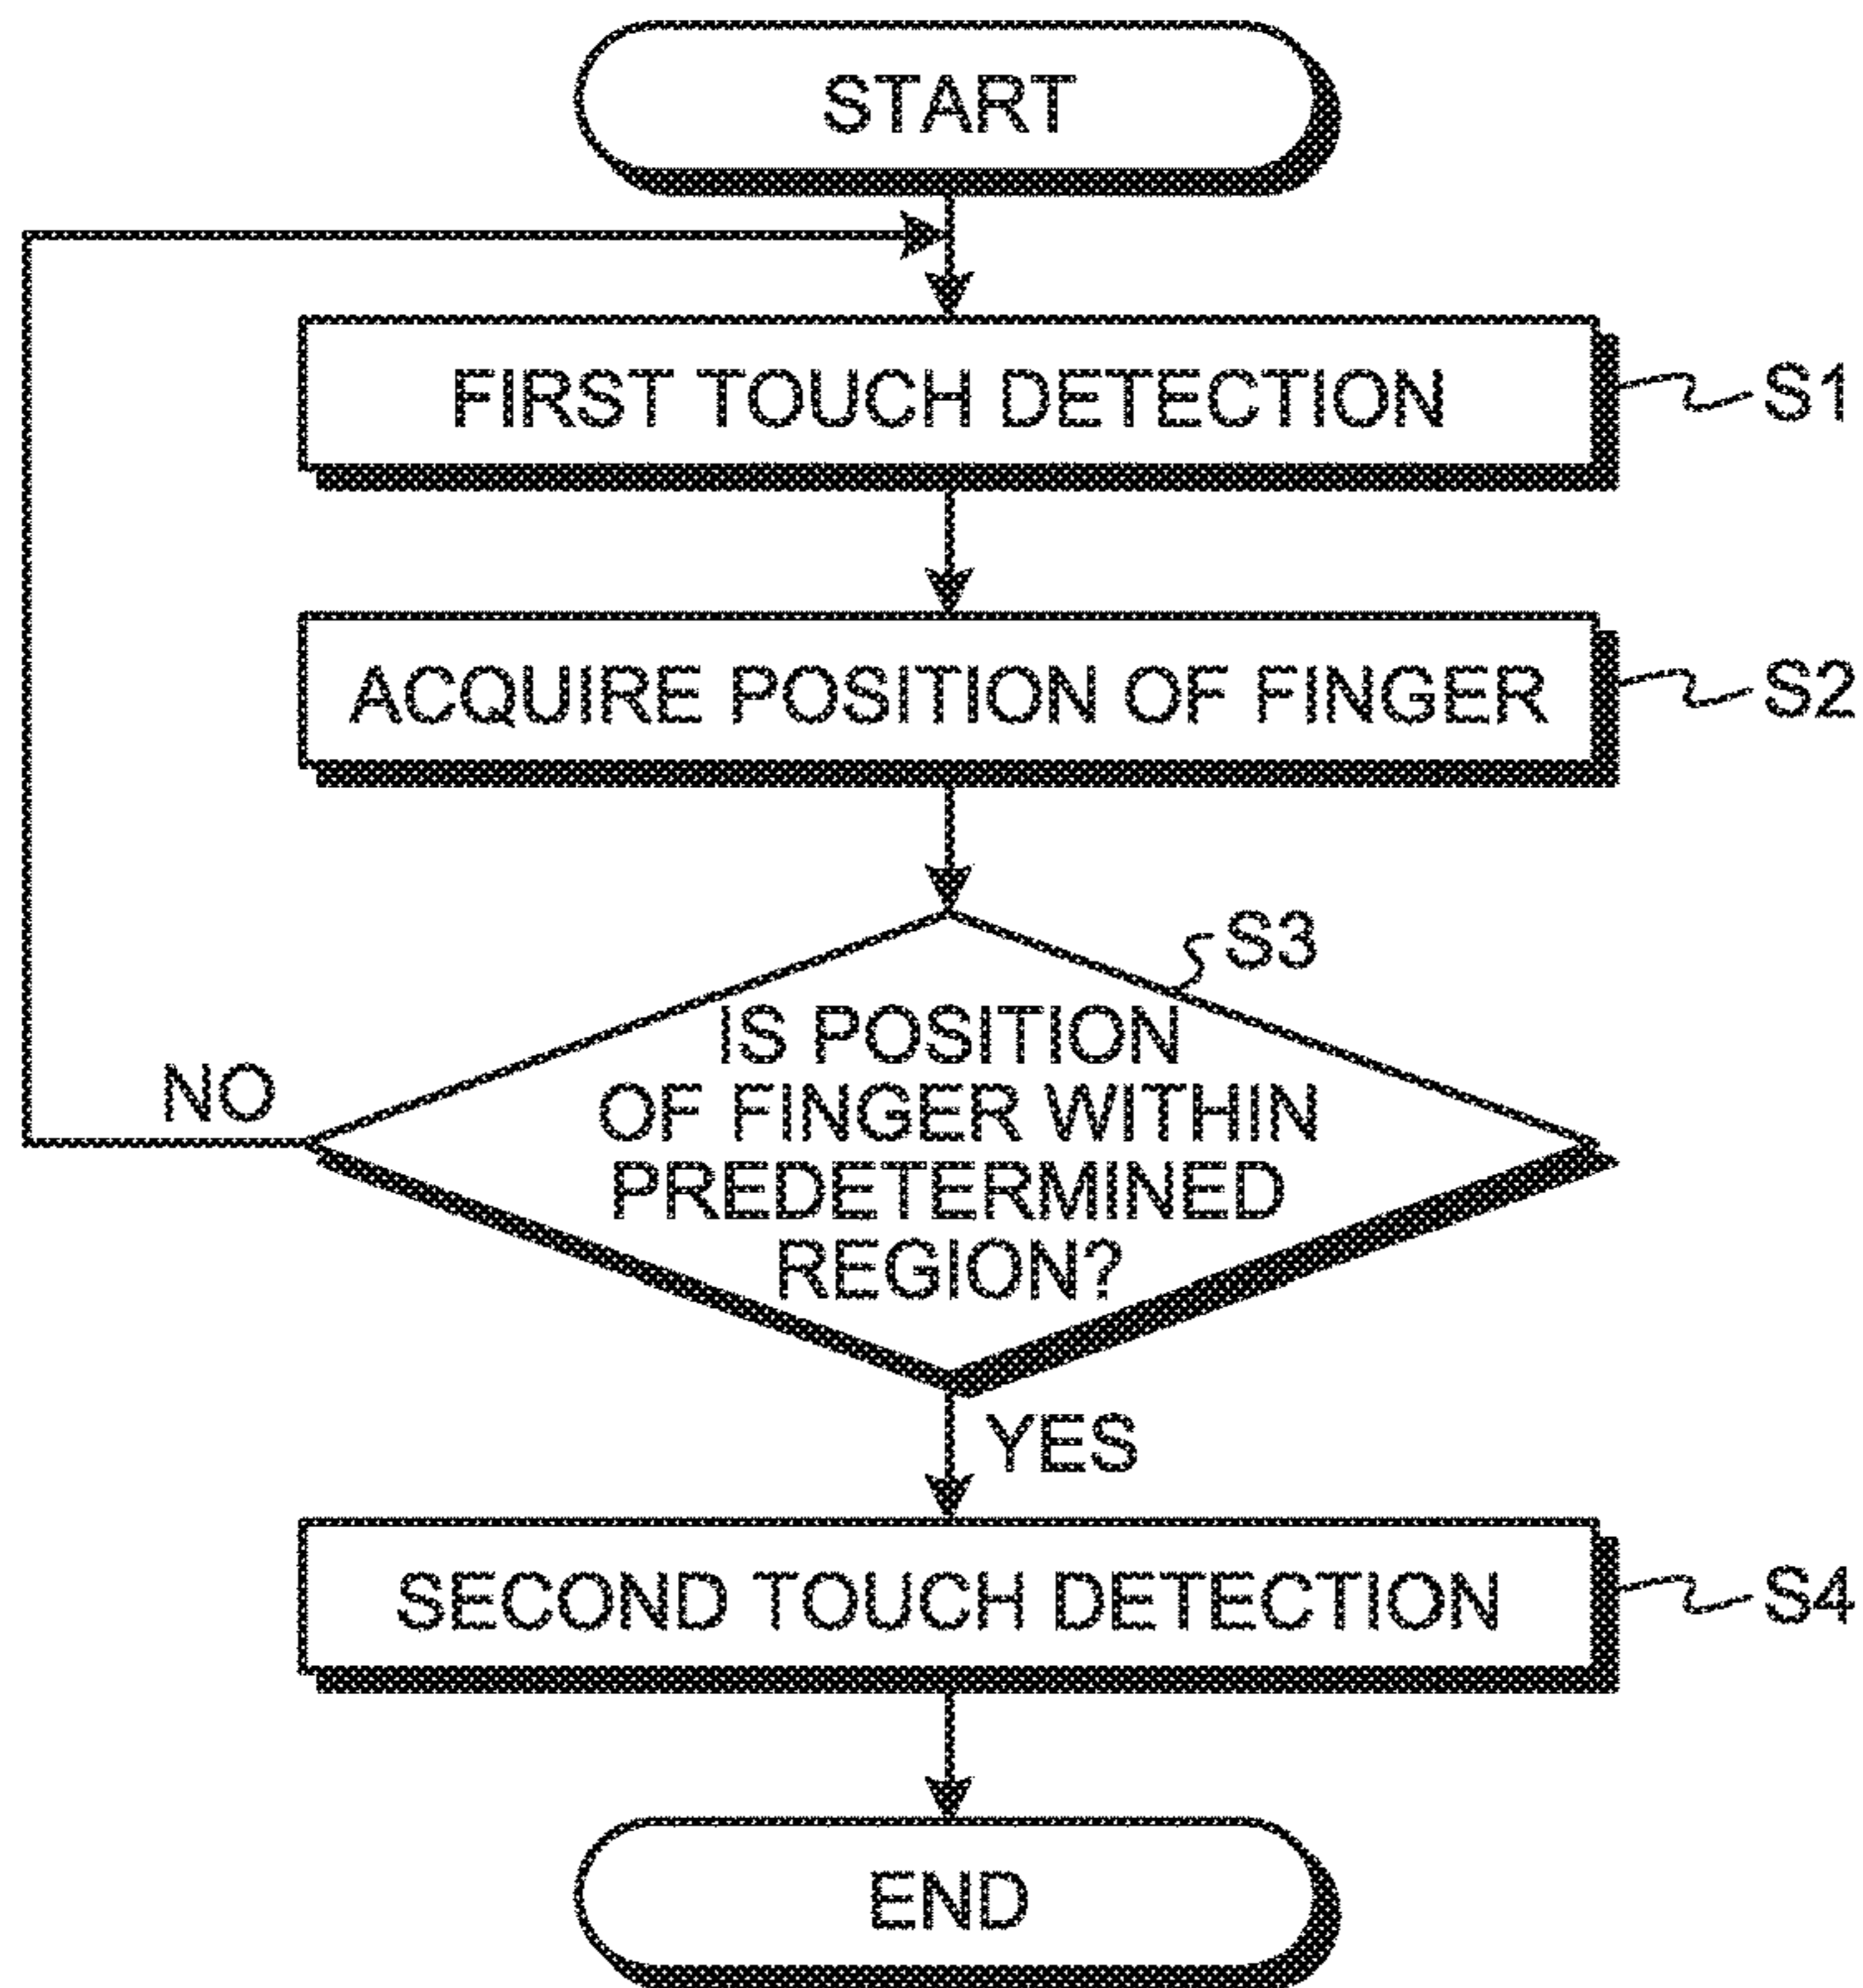 START
FIRST TOUCH DETECTION
S1
ACQUIRE POSITION OF FINGER
S2
S3
IS POSITION
OF FINGER WITHIN
PREDETERMINED
REGION?
NO
YES
SECOND TOUCH DETECTION
S4
END